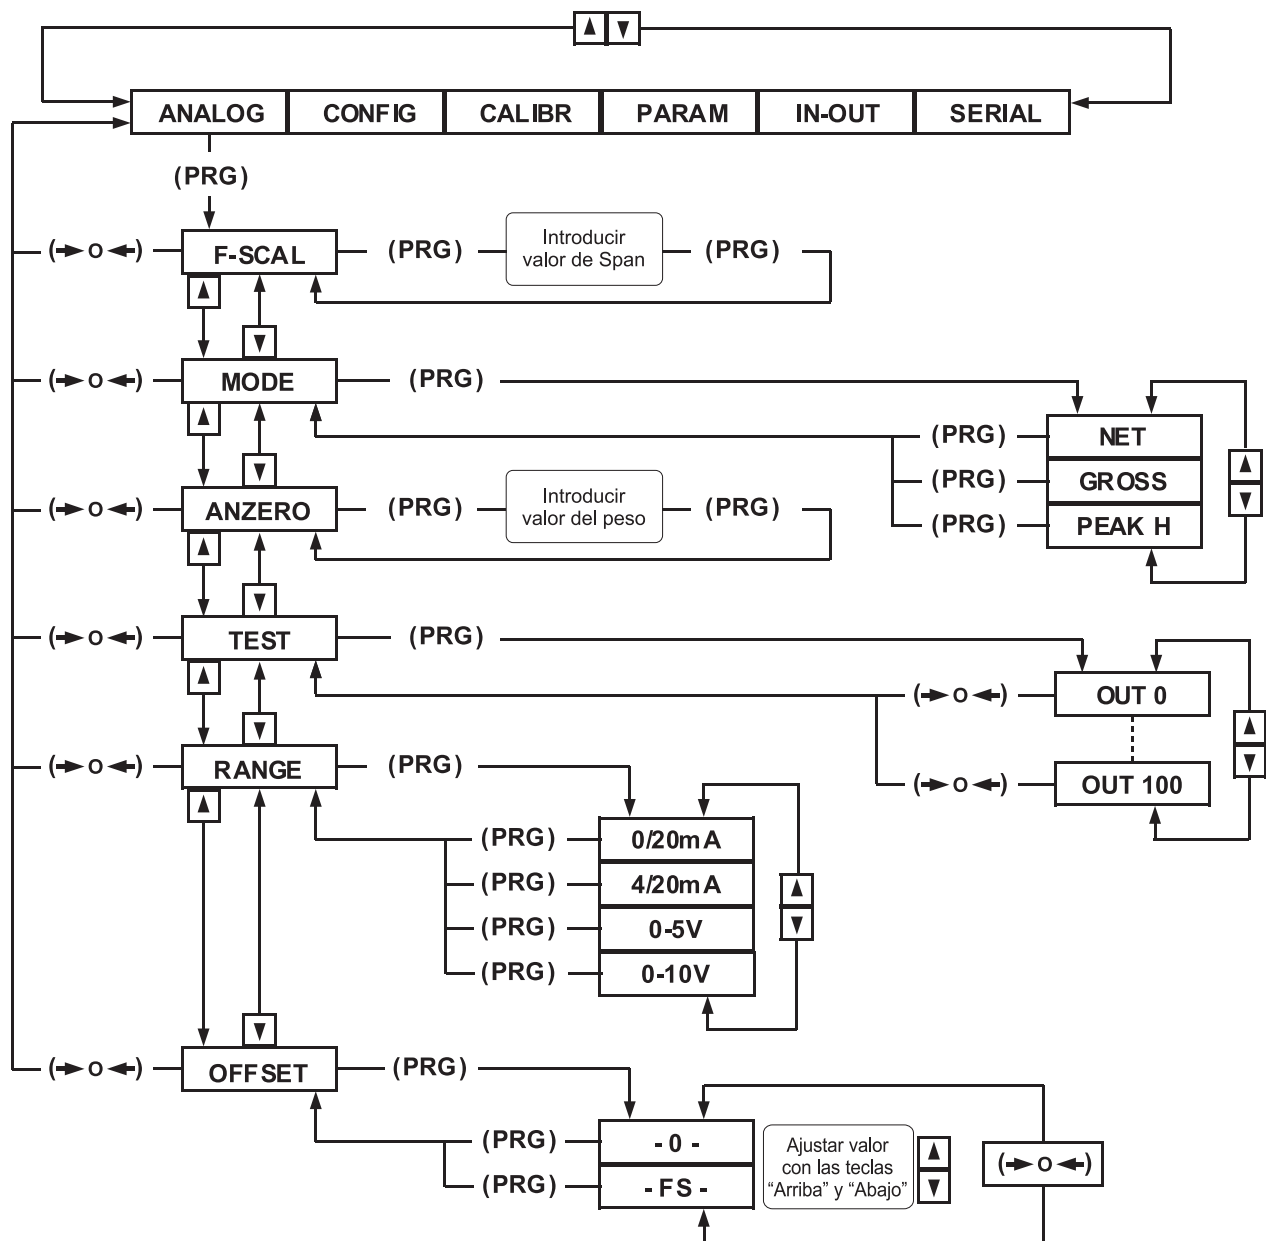 ▲ ▼
ANALOG CONFIG CALIBR PARAM IN-OUT SERIAL
(PRG)
(→ O ←) F-SCAL (PRG) Introducir
valor de Span (PRG)
▲
▼
(→ O ←) MODE (PRG)
(PRG) NET
(PRG) GROSS
(PRG) PEAK H
▲
▼
▲
▼
(→ O ←) ANZERO (PRG) Introducir
valor del peso (PRG)
▲
▼
(→ O ←) TEST (PRG)
(→ O ←) OUT 0
(→ O ←) OUT 100
▲
▼
▲
▼
(→ O ←) RANGE (PRG)
(PRG) 0/20mA
(PRG) 4/20mA
(PRG) 0-5V
(PRG) 0-10V
▲
▼
▲
▼
(→ O ←) OFFSET (PRG)
(PRG) - 0 -
(PRG) - FS -
Ajustar valor
con las teclas
“Arriba” y “Abajo”
▲
▼
(→ O ←)